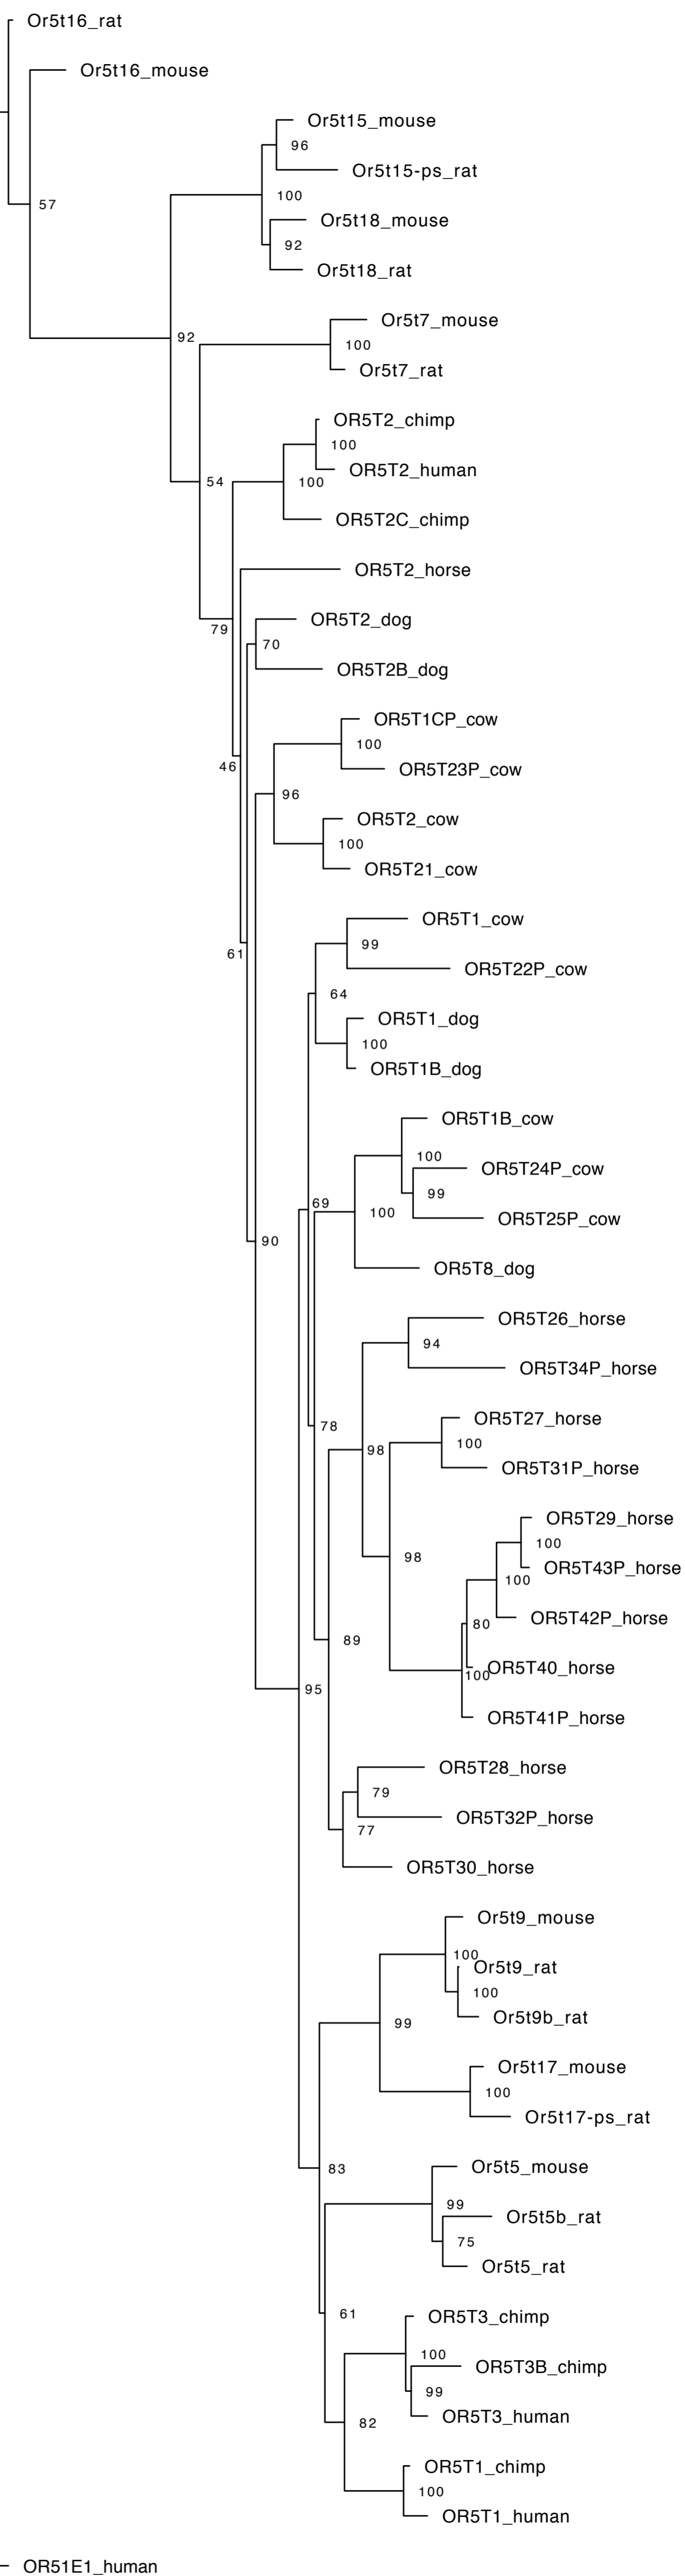 Or5t16_rat
Or5t16_mouse
Or5t15_mouse
96
Or5t15-ps_rat
100
57
Or5t18_mouse
92
Or5t18_rat
Or5t7_mouse
92
100
Or5t7_rat
OR5T2_chimp
100
OR5T2_human
54
100
OR5T2C_chimp
OR5T2_horse
OR5T2_dog
79
70
OR5T2B_dog
OR5T1CP_cow
100
46
OR5T23P_cow
96
OR5T2_cow
100
OR5T21_cow
OR5T1_cow
99
61
OR5T22P_cow
64
OR5T1_dog
100
OR5T1B_dog
OR5T1B_cow
100
OR5T24P_cow
99
69
100
OR5T25P_cow
90
OR5T8_dog
OR5T26_horse
94
OR5T34P_horse
OR5T27_horse
78
100
98
OR5T31P_horse
OR5T29_horse
100
98
OR5T43P_horse
100
OR5T42P_horse
80
89
OR5T40_horse
100
95
OR5T41P_horse
OR5T28_horse
79
OR5T32P_horse
77
OR5T30_horse
Or5t9_mouse
100
Or5t9_rat
100
Or5t9b_rat
99
Or5t17_mouse
100
Or5t17-ps_rat
Or5t5_mouse
83
99
Or5t5b_rat
75
Or5t5_rat
61
OR5T3_chimp
100
OR5T3B_chimp
99
OR5T3_human
82
OR5T1_chimp
100
OR5T1_human
OR51E1_human